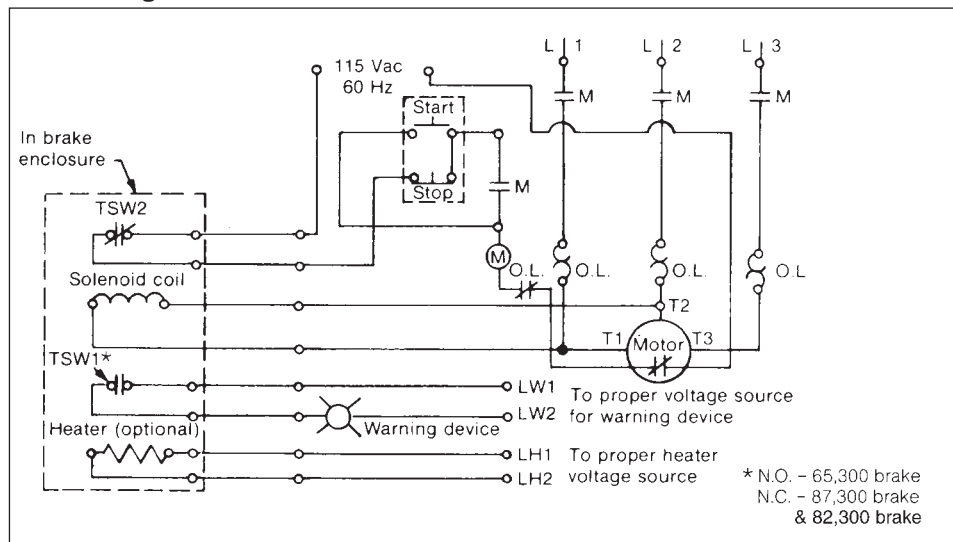 L 1
L 2
L 3
115 Vac
60 Hz
M
M
M
Start
In brake
enclosure
Stop
M
TSW2
M
O.L.
O.L.
O.L.
O.L
Solenoid coil
T2
T1
Motor
T3
TSW1*
LW1
To proper voltage source
for warning device
LW2
Warning device
Heater (optional)
LH1
To proper heater
voltage source
LH2
* N.O. – 65,300 brake
N.C. – 87,300 brake
& 82,300 brake